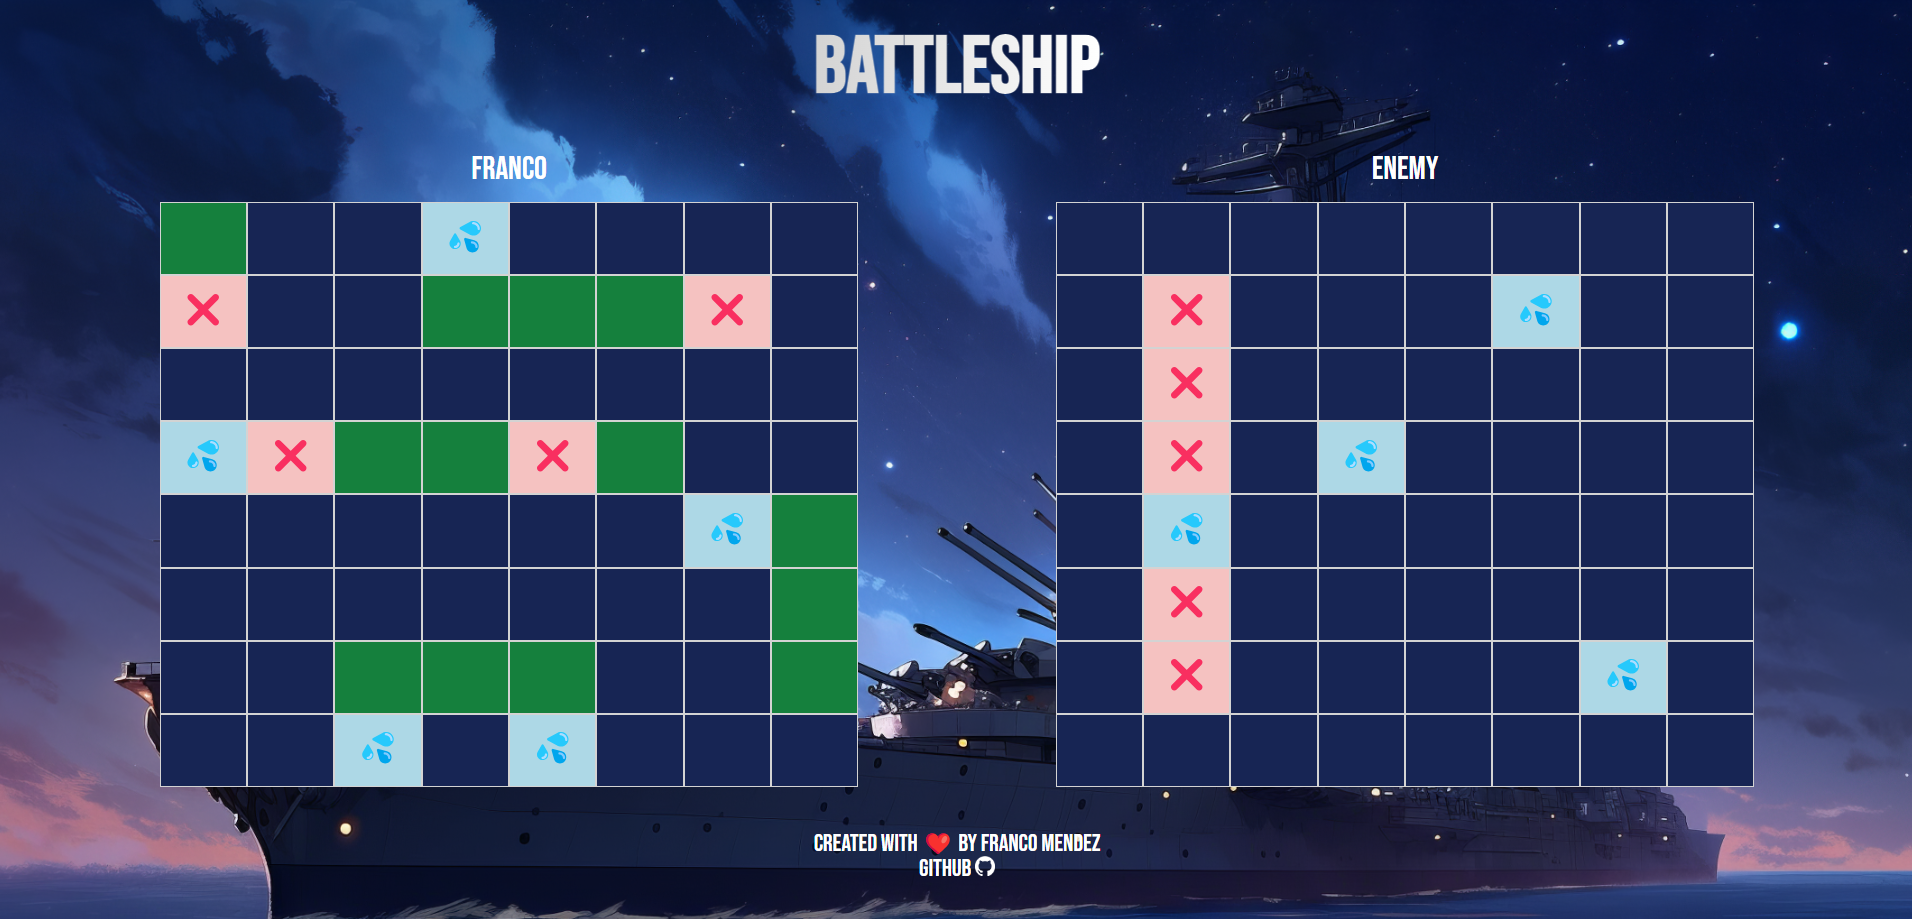 BATTLESHIP
FRANCO
ENEMY
CREATED WITH ❤️ BY FRANCO MENDEZ
GITHUB